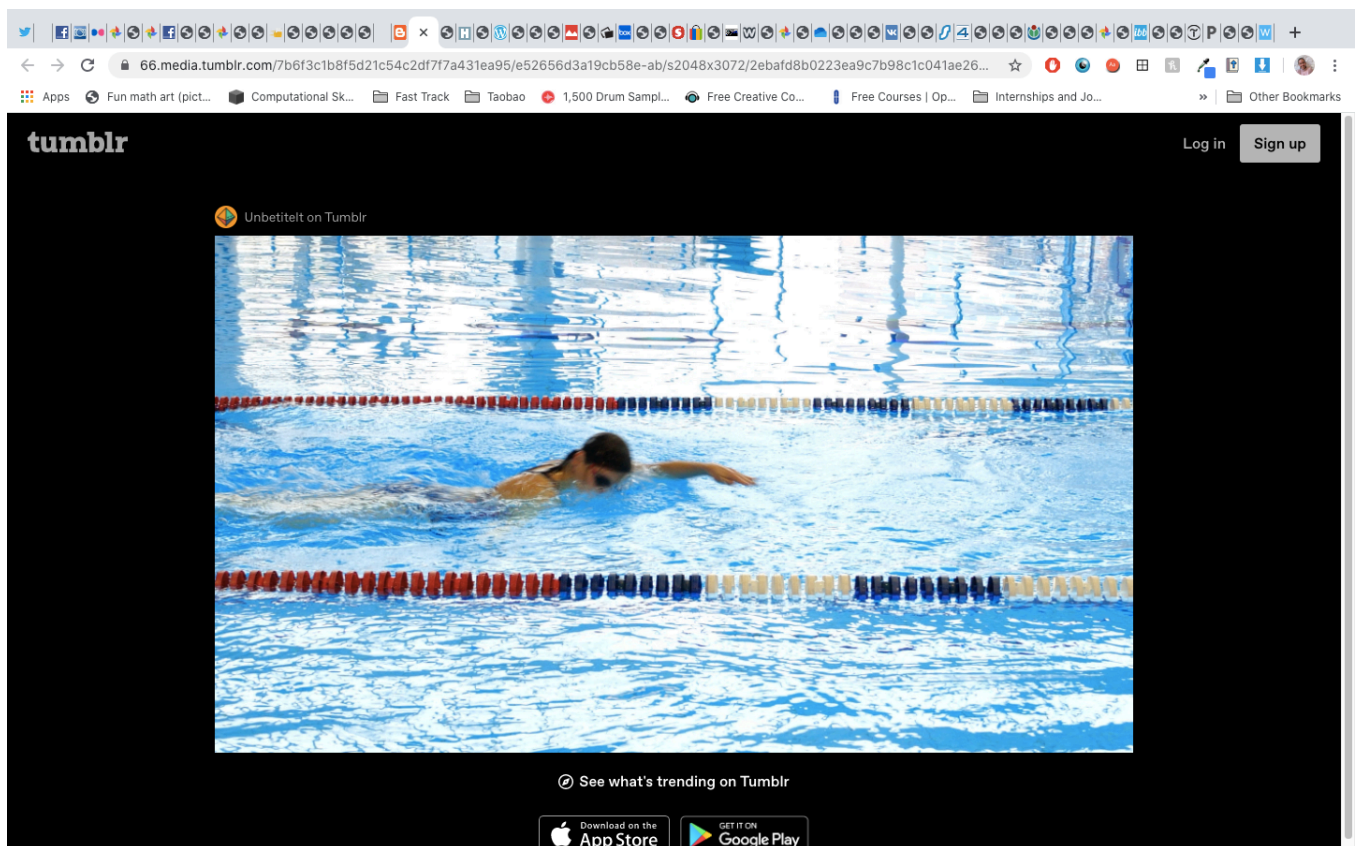 66.media.tumblr.com/7b6f3c1b8f5d21c54c2df7f7a431ea95/e52656d3a19cb58e-ab/s2048x3072/2ebafd8b0223ea9c7b98c1c041ae26...
Apps Fun math art (pict... Computational Sk... Fast Track Taobao 1,500 Drum Sampl... Free Creative Co... Free Courses | Op... Internships and Jo... » Other Bookmarks
tumblr Log in Sign up
Unbetitelt on Tumblr
See what's trending on Tumblr
Download on the GET IT ON
App Store Google Play